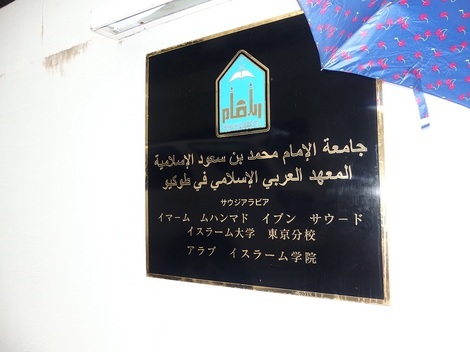 جامعة الإمام محمد بن سعود الإسلامية
المعهد العربي الإسلامي في طوكيو
サウジアラビア
イマーム ムハンマド イブン サウード
イスラーム大学 東京分校
アラブ イスラーム学院